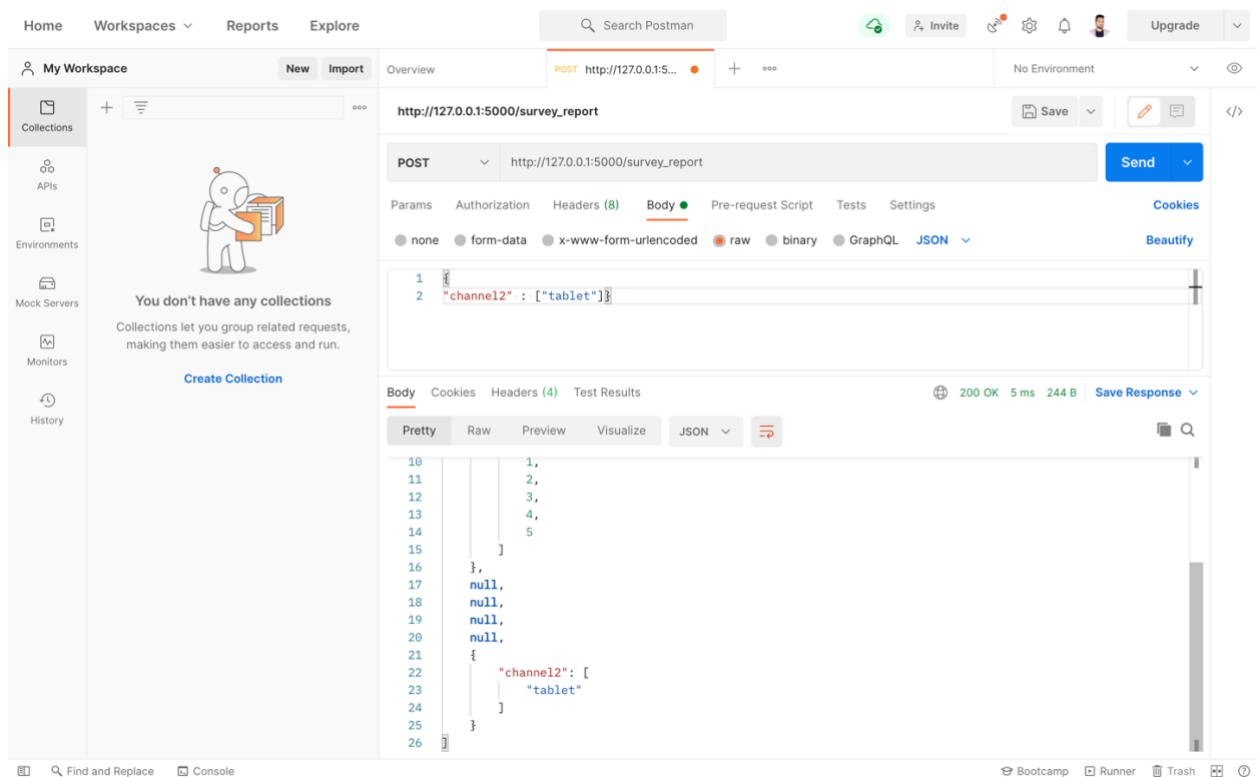 Home Workspaces Reports Explore Search Postman Invite Upgrade
My Workspace New Import Overview POST http://127.0.0.1:5... No Environment
Collections
APIs
Environments
Mock Servers
Monitors
History
You don't have any collections
Collections let you group related requests,
making them easier to access and run.
Create Collection
http://127.0.0.1:5000/survey_report Save </>
POST http://127.0.0.1:5000/survey_report Send
Params Authorization Headers (8) Body Pre-request Script Tests Settings Cookies
none form-data x-www-form-urlencoded raw binary GraphQL JSON Beautify
1 {
2 "channel2" : ["tablet"]}
Body Cookies Headers (4) Test Results 200 OK 5 ms 244 B Save Response
Pretty Raw Preview Visualize JSON
10 1,
11 2,
12 3,
13 4,
14 5
15 ]
16 },
17 null,
18 null,
19 null,
20 null,
21 {
22 "channel2": [
23 "tablet"
24 ]
25 }
26 ]
Find and Replace Console Bootcamp Runner Trash